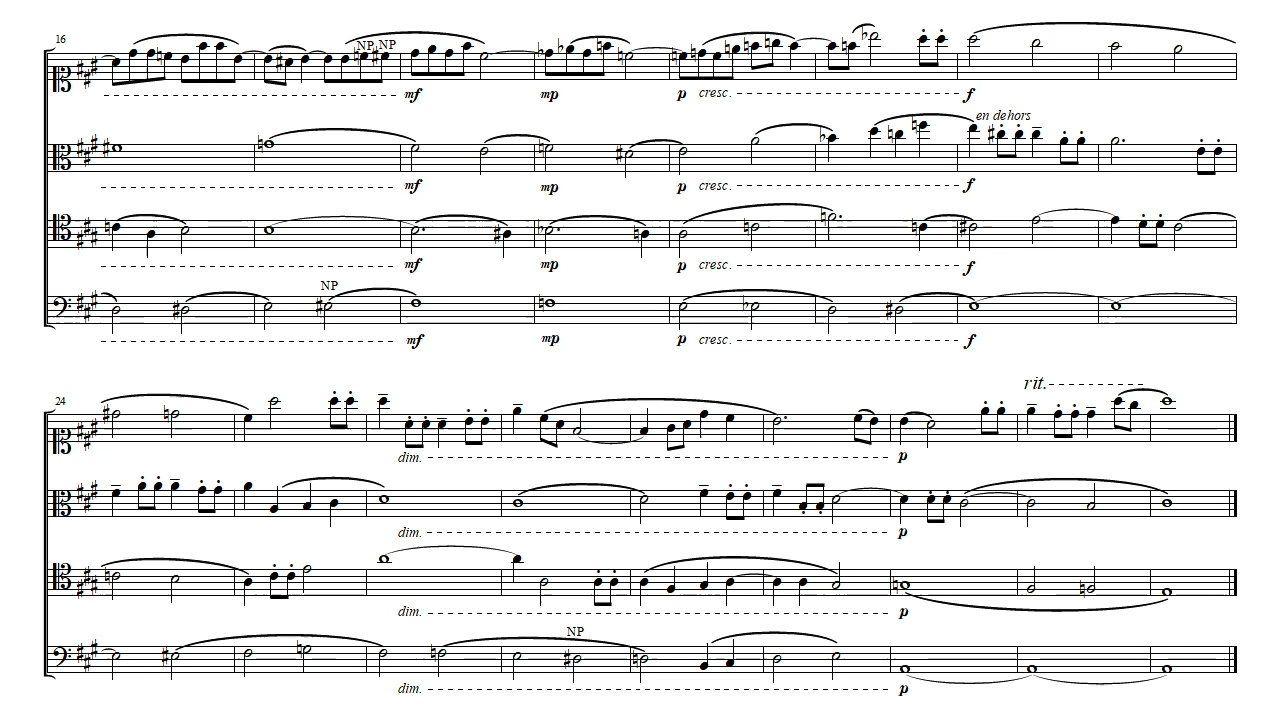 16
NP NP
mf mp p cresc. f
en dehors
mf mp p cresc. f
mf mp p cresc. f
NP
mf mp p cresc. f
rit.
24
dim. p
dim. p
dim. p
NP
dim. p